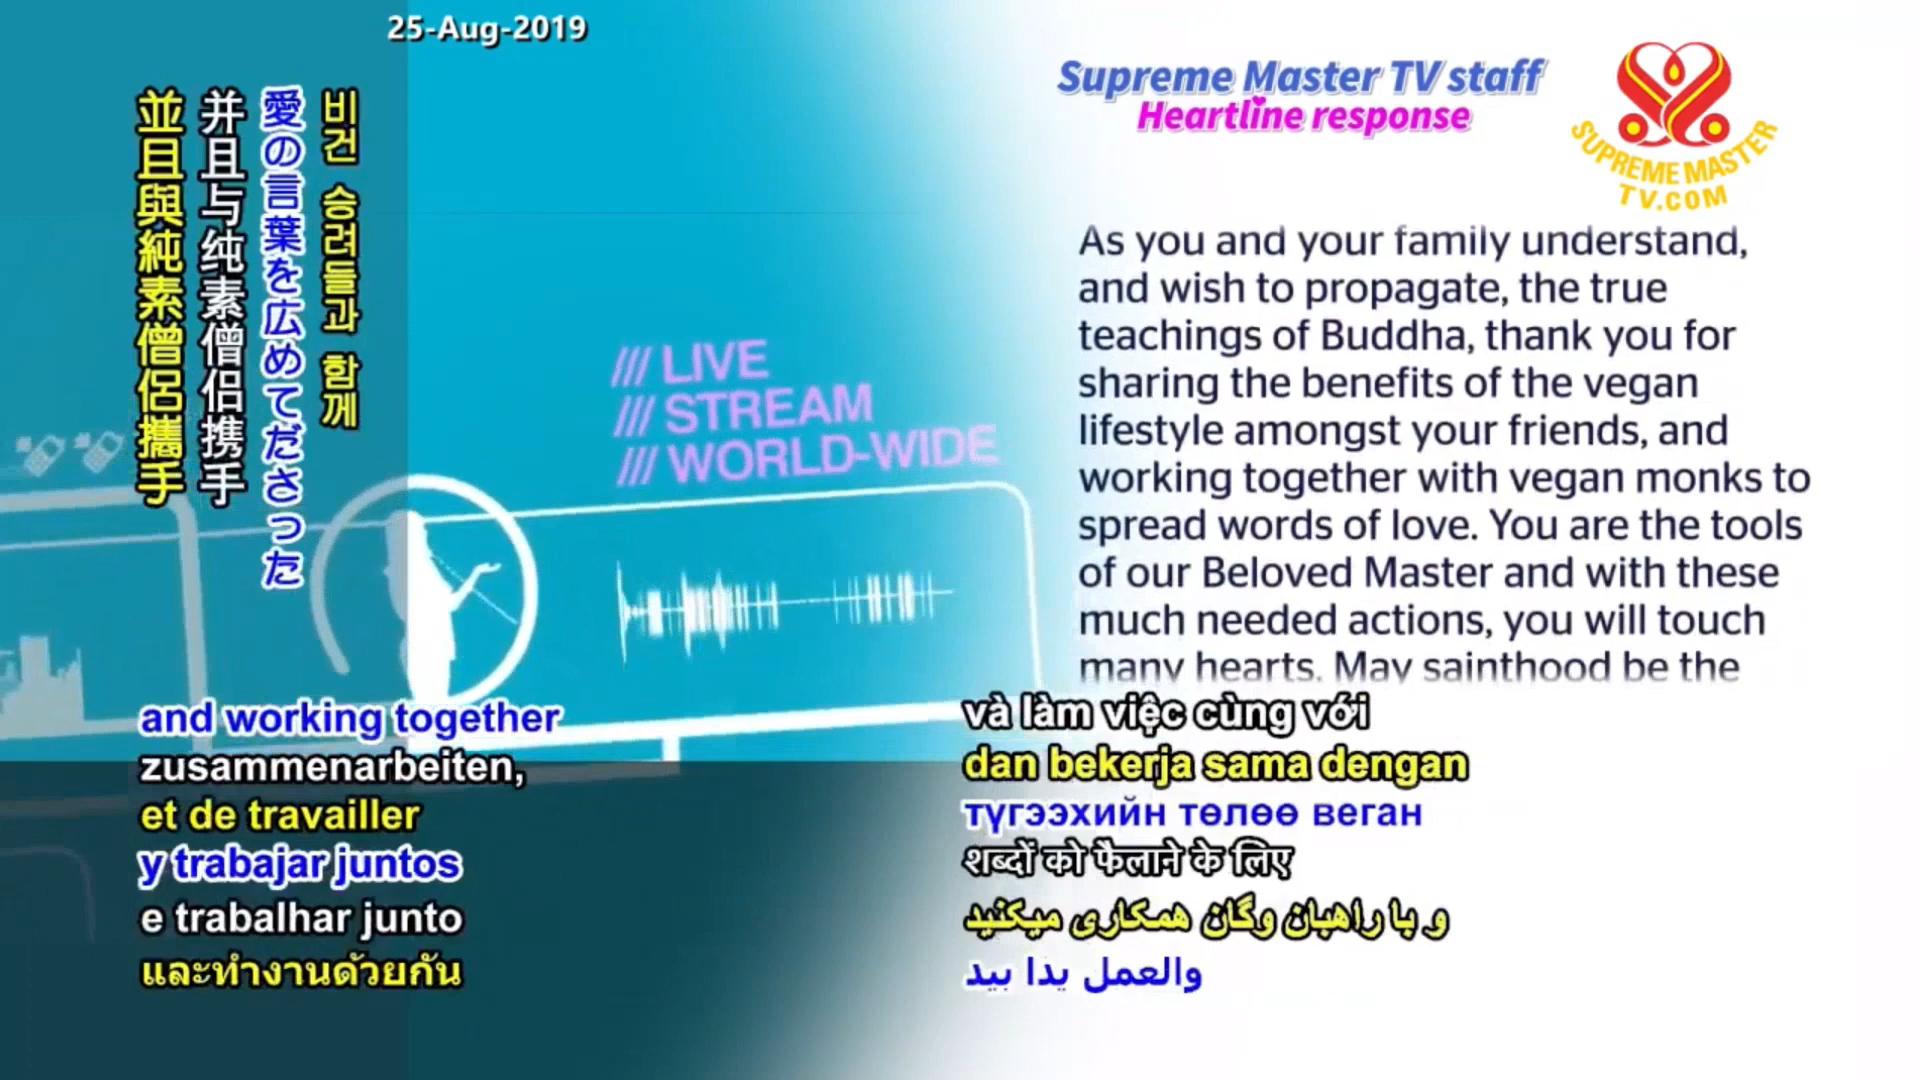 25-Aug-2019
Supreme Master TV staff
Heartline response
SUPREME MASTER
TV.COM
비건 승려들과 함께
愛の言葉を広めてださった
并且与纯素僧侣携手
並且與純素僧侶攜手
/// LIVE
/// STREAM
/// WORLD-WIDE
As you and your family understand,
and wish to propagate, the true
teachings of Buddha, thank you for
sharing the benefits of the vegan
lifestyle amongst your friends, and
working together with vegan monks to
spread words of love. You are the tools
of our Beloved Master and with these
much needed actions, you will touch
many hearts. May sainthood be the
and working together
zusammenarbeiten,
et de travailler
y trabajar juntos
e trabalhar junto
และทำงานด้วยกัน
và làm việc cùng với
dan bekerja sama dengan
түгээхийн төлөө веган
शब्दों को फैलाने के लिए
و با راهبان وگان همکاری میکنید
والعمل يدا بيد